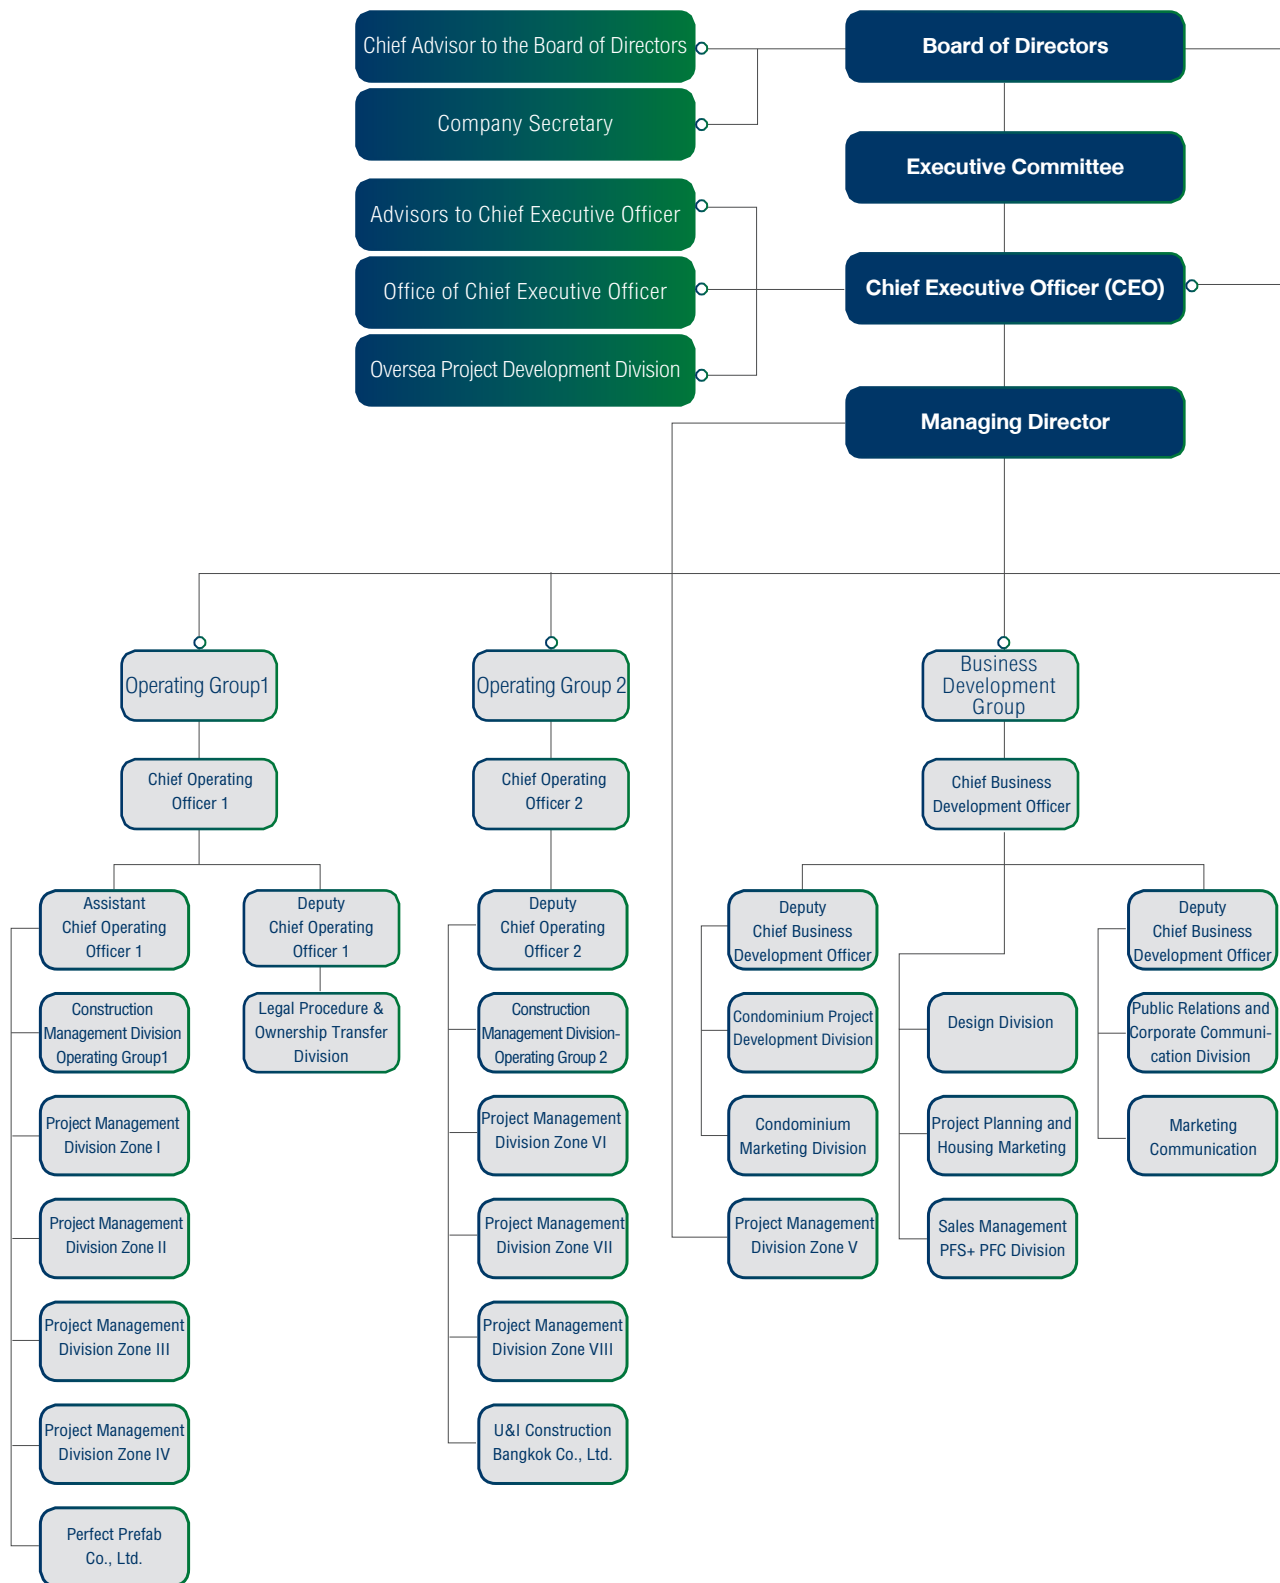 Chief Advisor to the Board of Directors
Board of Directors
Company Secretary
Executive Committee
Advisors to Chief Executive Officer
Office of Chief Executive Officer
Chief Executive Officer (CEO)
Oversea Project Development Division
Managing Director
Operating Group1
Operating Group 2
Business
Development
Group
Chief Operating
Officer 1
Chief Operating
Officer 2
Chief Business
Development Officer
Assistant
Chief Operating
Officer 1
Deputy
Chief Operating
Officer 1
Deputy
Chief Operating
Officer 2
Deputy
Chief Business
Development Officer
Deputy
Chief Business
Development Officer
Construction
Management Division
Operating Group1
Legal Procedure &
Ownership Transfer
Division
Construction
Management Division-
Operating Group 2
Condominium Project
Development Division
Design Division
Public Relations and
Corporate Communi-
cation Division
Project Management
Division Zone I
Project Management
Division Zone VI
Condominium
Marketing Division
Project Planning and
Housing Marketing
Marketing
Communication
Project Management
Division Zone II
Project Management
Division Zone VII
Project Management
Division Zone V
Sales Management
PFS+ PFC Division
Project Management
Division Zone III
Project Management
Division Zone VIII
Project Management
Division Zone IV
U&I Construction
Bangkok Co., Ltd.
Perfect Prefab
Co., Ltd.